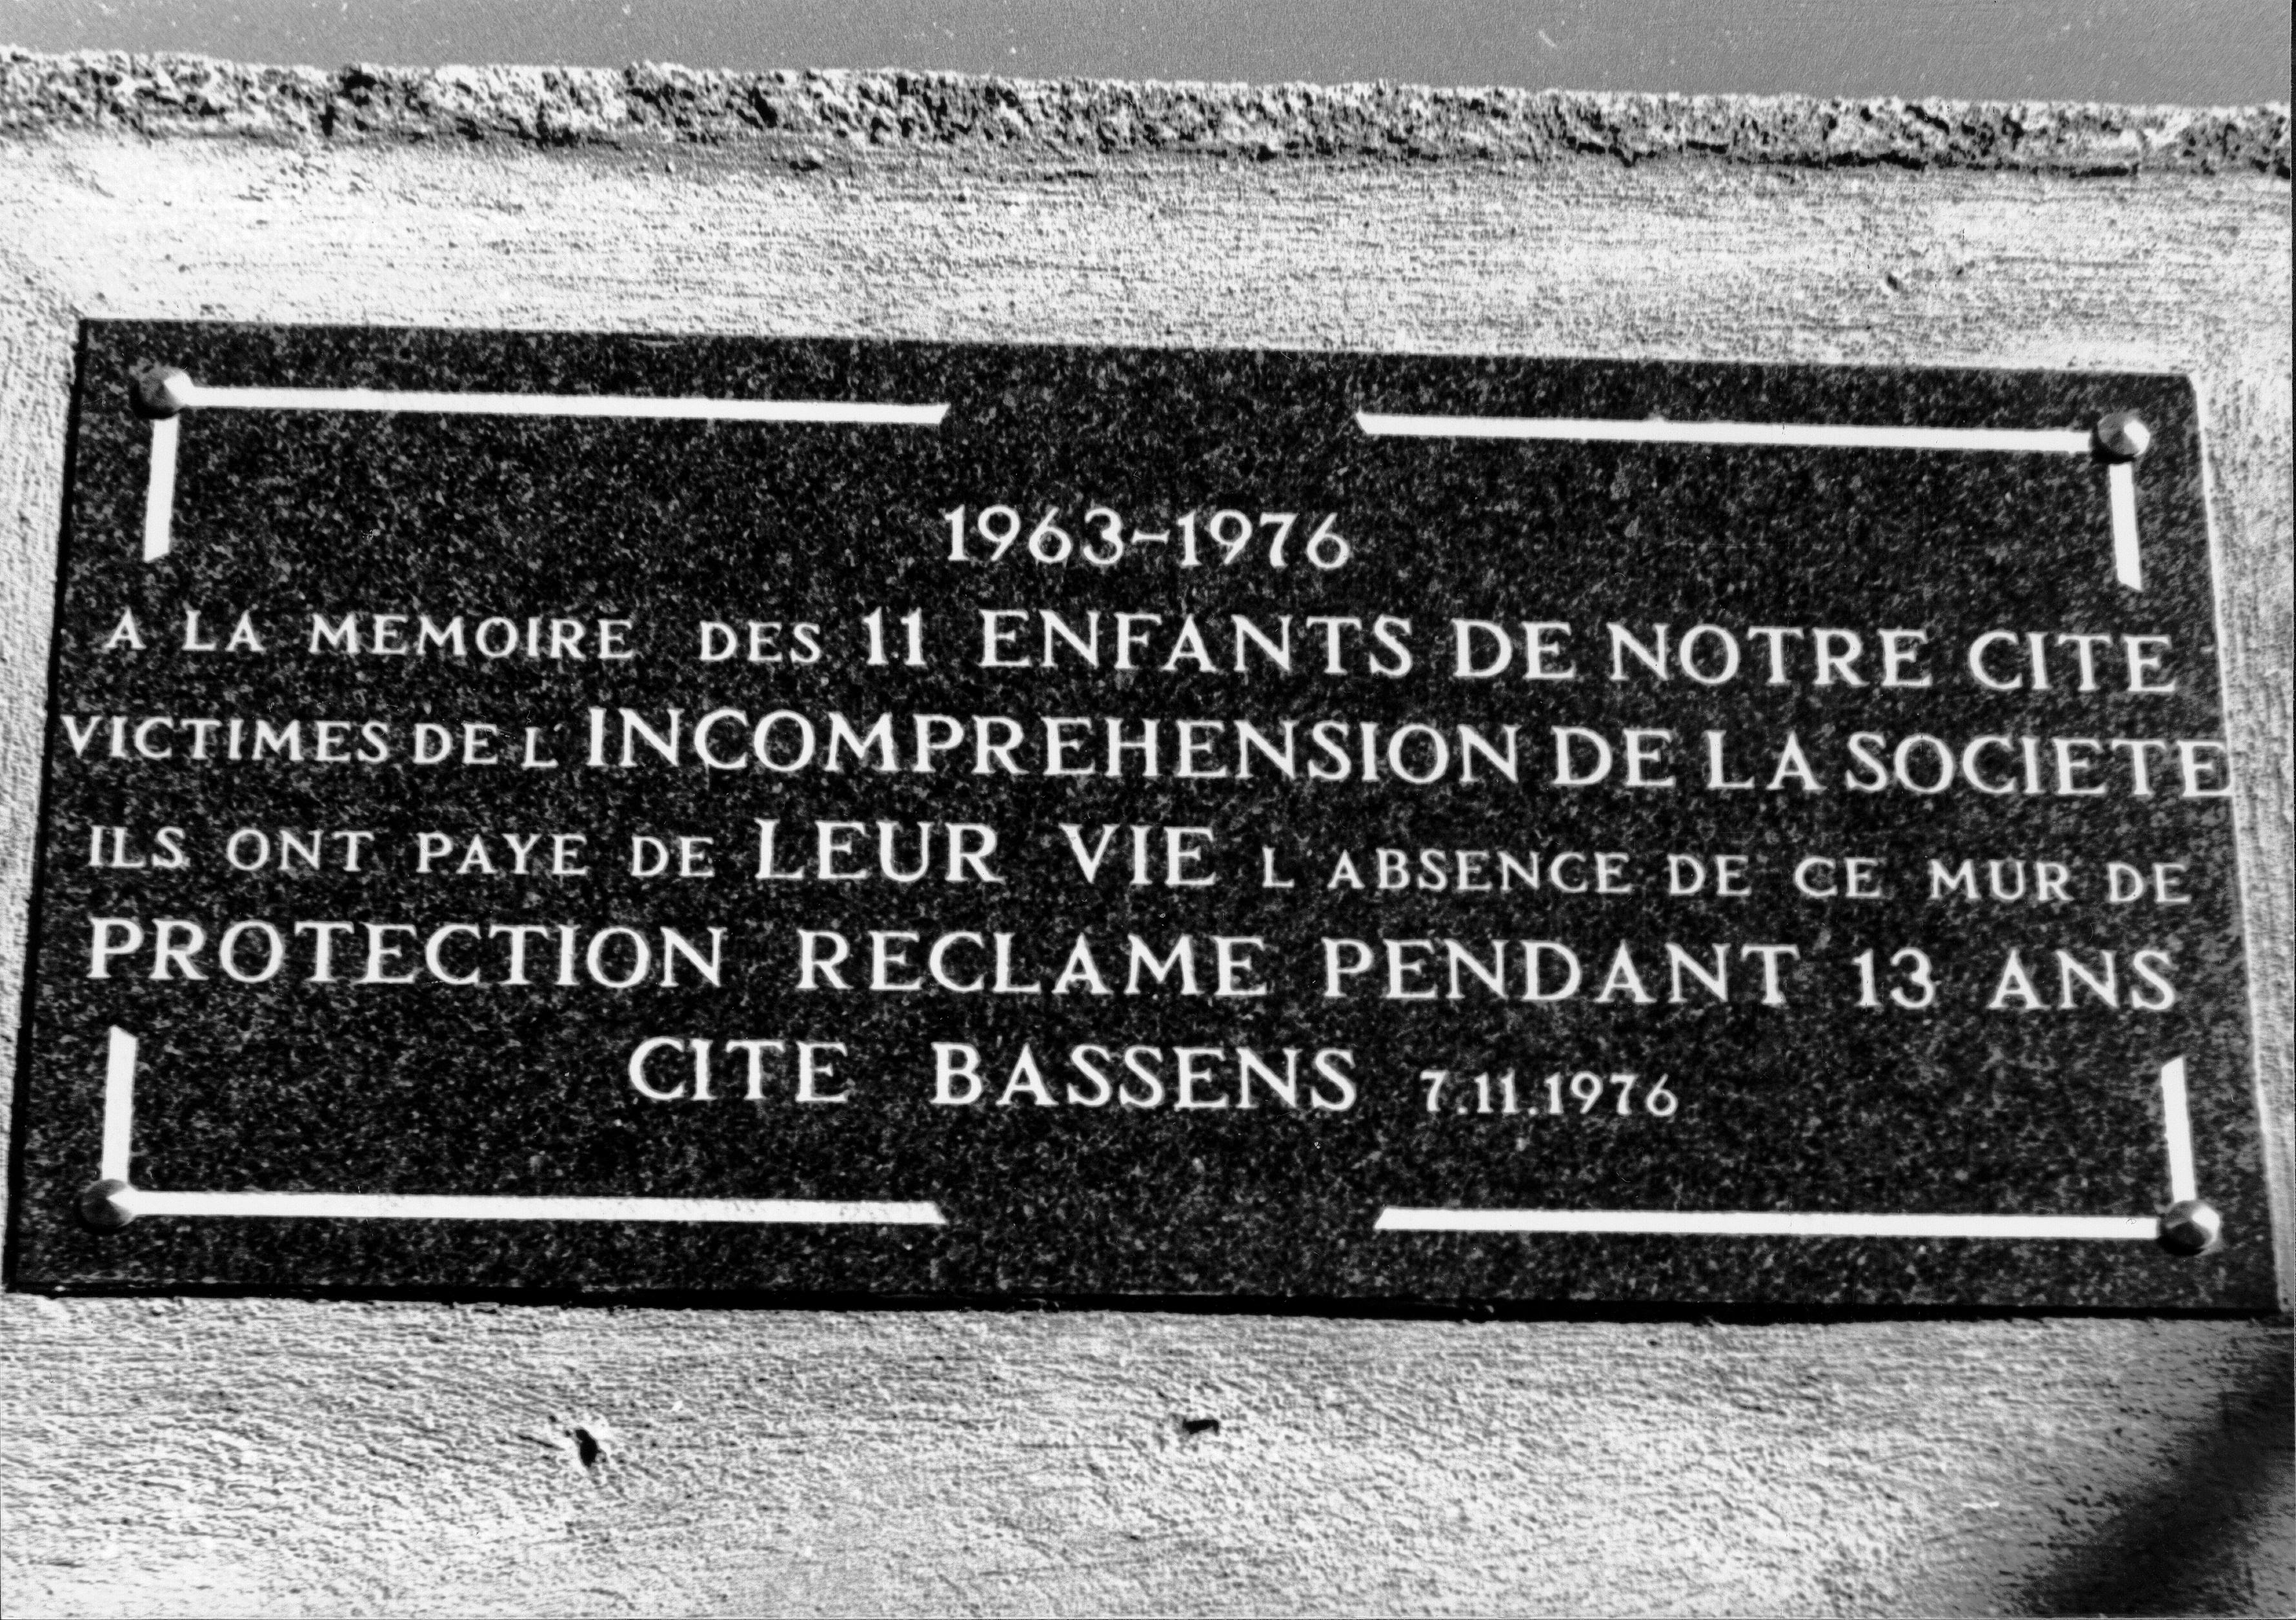 1963-1976
A LA MEMOIRE DES 11 ENFANTS DE NOTRE CITE
VICTIMES DE L'INCOMPREHENSION DE LA SOCIETE
ILS ONT PAYE DE LEUR VIE L ABSENCE DE CE MUR DE
PROTECTION RECLAME PENDANT 13 ANS
CITE BASSENS 7.11.1976